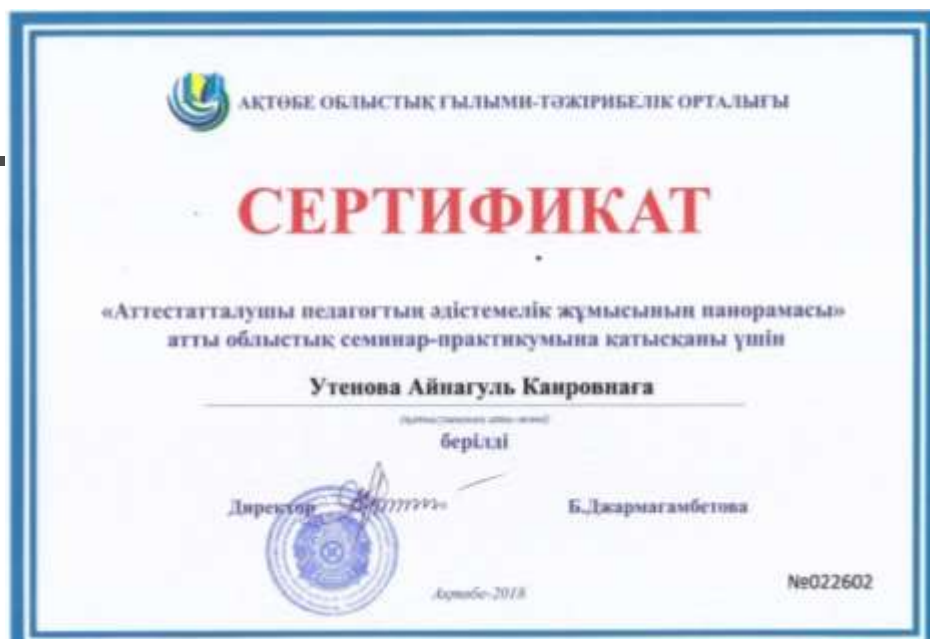 АҚТӨБЕ ОБЛЫСТЫҚ ҒЫЛЫМИ-ТӘЖІРИБЕЛІК ОРТАЛЫҒЫ
СЕРТИФИКАТ
«Аттестатталушы педагогтың әдістемелік жұмысының панорамасы»
атты облыстық семинар-практикумына қатысқаны үшін
Утенова Айнагуль Каировнаға
берілді
Директор Б.Джармагамбетова
Ақтөбе-2018
№022602